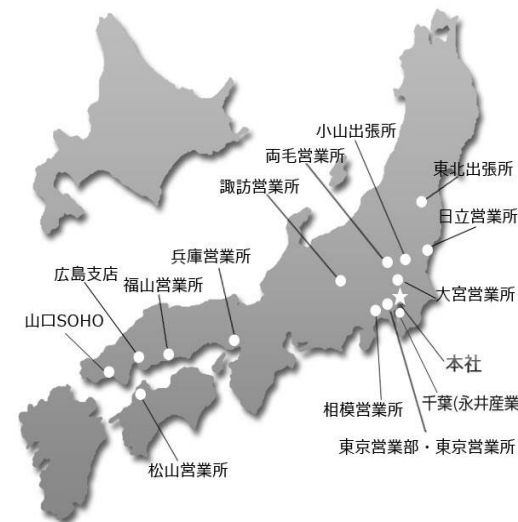 小山出張所
両毛営業所
東北出張所
諏訪営業所
日立営業所
兵庫営業所
広島支店
福山営業所
大宮営業所
山口SOHO
本社
相模営業所
千葉(永井産業
東京営業部・東京営業所
松山営業所